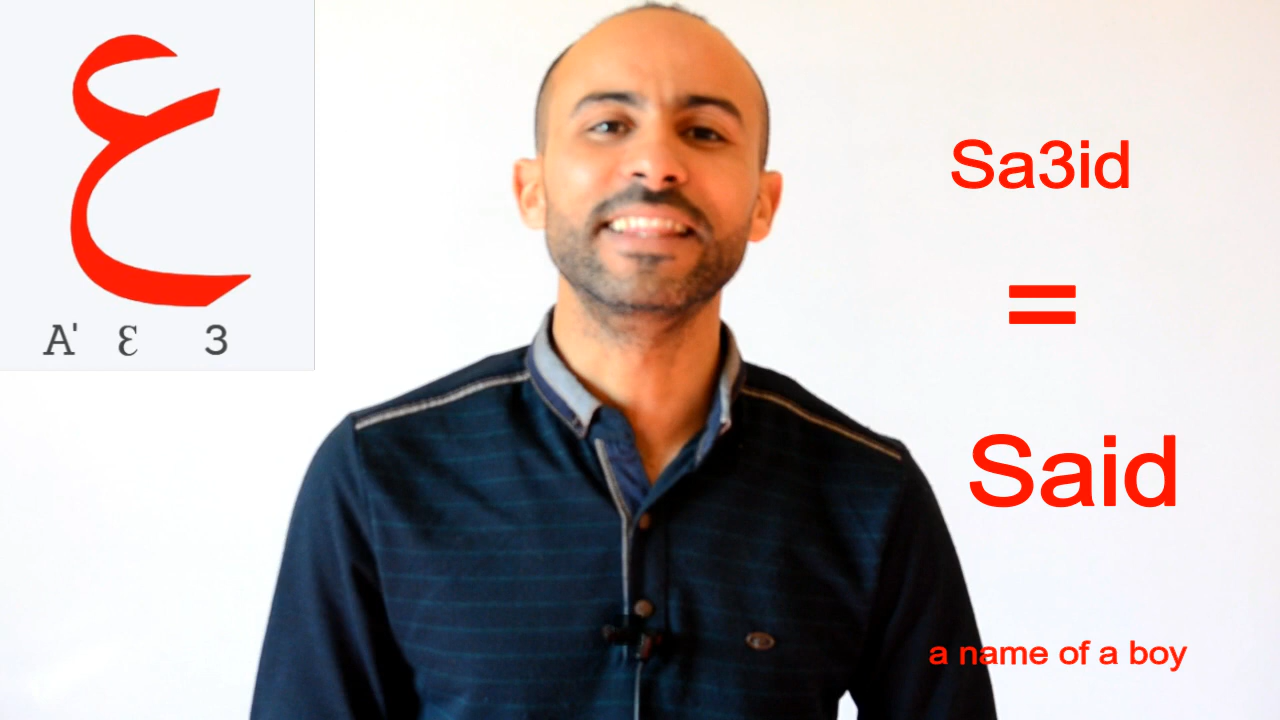 ع
A' Ɛ 3
Sa3id
=
Said
a name of a boy